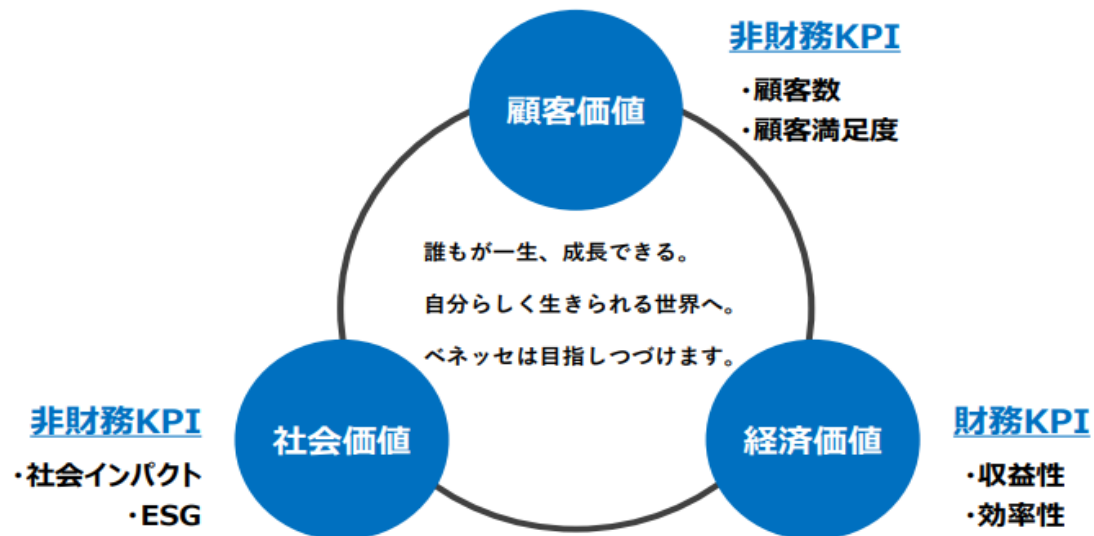 非財務KPI
顧客価値
・顧客数
・顧客満足度
誰もが一生、成長できる。
自分らしく生きられる世界へ。
ベネッセは目指しつづけます。
非財務KPI
社会価値
・社会インパクト
・ESG
経済価値
財務KPI
・収益性
・効率性